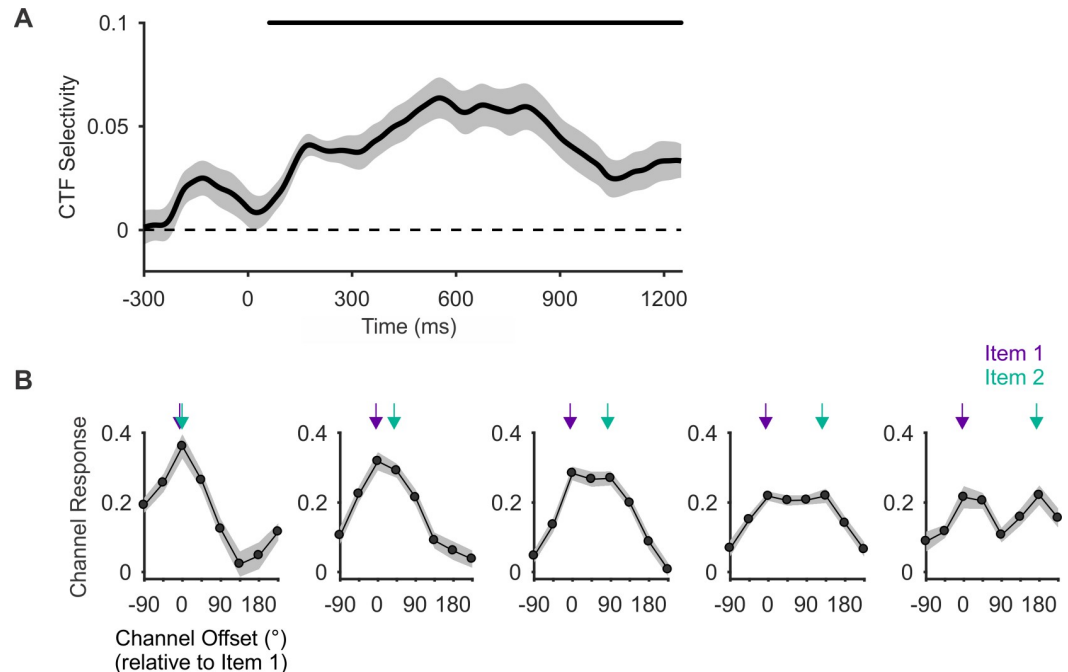 A
0.1
0.05
0
CTF Selectivity
-300 0 300 600 900 1200
Time (ms)
Item 1
Item 2
B
0.4 0.4 0.4 0.4 0.4
0.2 0.2 0.2 0.2 0.2
0 0 0 0 0
Channel Response
-90 0 90 180 -90 0 90 180 -90 0 90 180 -90 0 90 180 -90 0 90 180
Channel Offset (°)
(relative to Item 1)